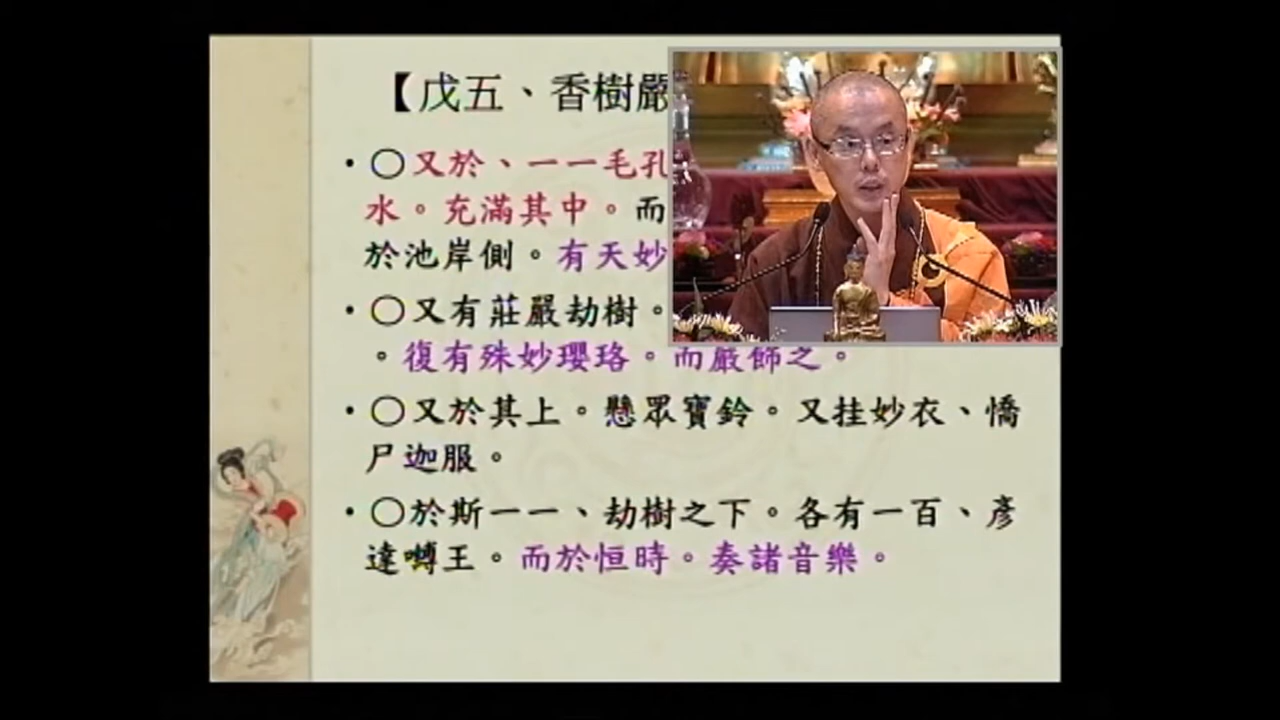 【戊五、香樹嚴
•〇又於、一一毛孔
水。充滿其中。而
於池岸側。有天妙
•〇又有莊嚴劫樹。
。復有殊妙瓔珞。而嚴飾之。
•〇又於其上。懸眾寶鈴。又挂妙衣、憍
尸迦服。
•〇於斯一一、劫樹之下。各有一百、彥
達嚩王。而於恒時。奏諸音樂。